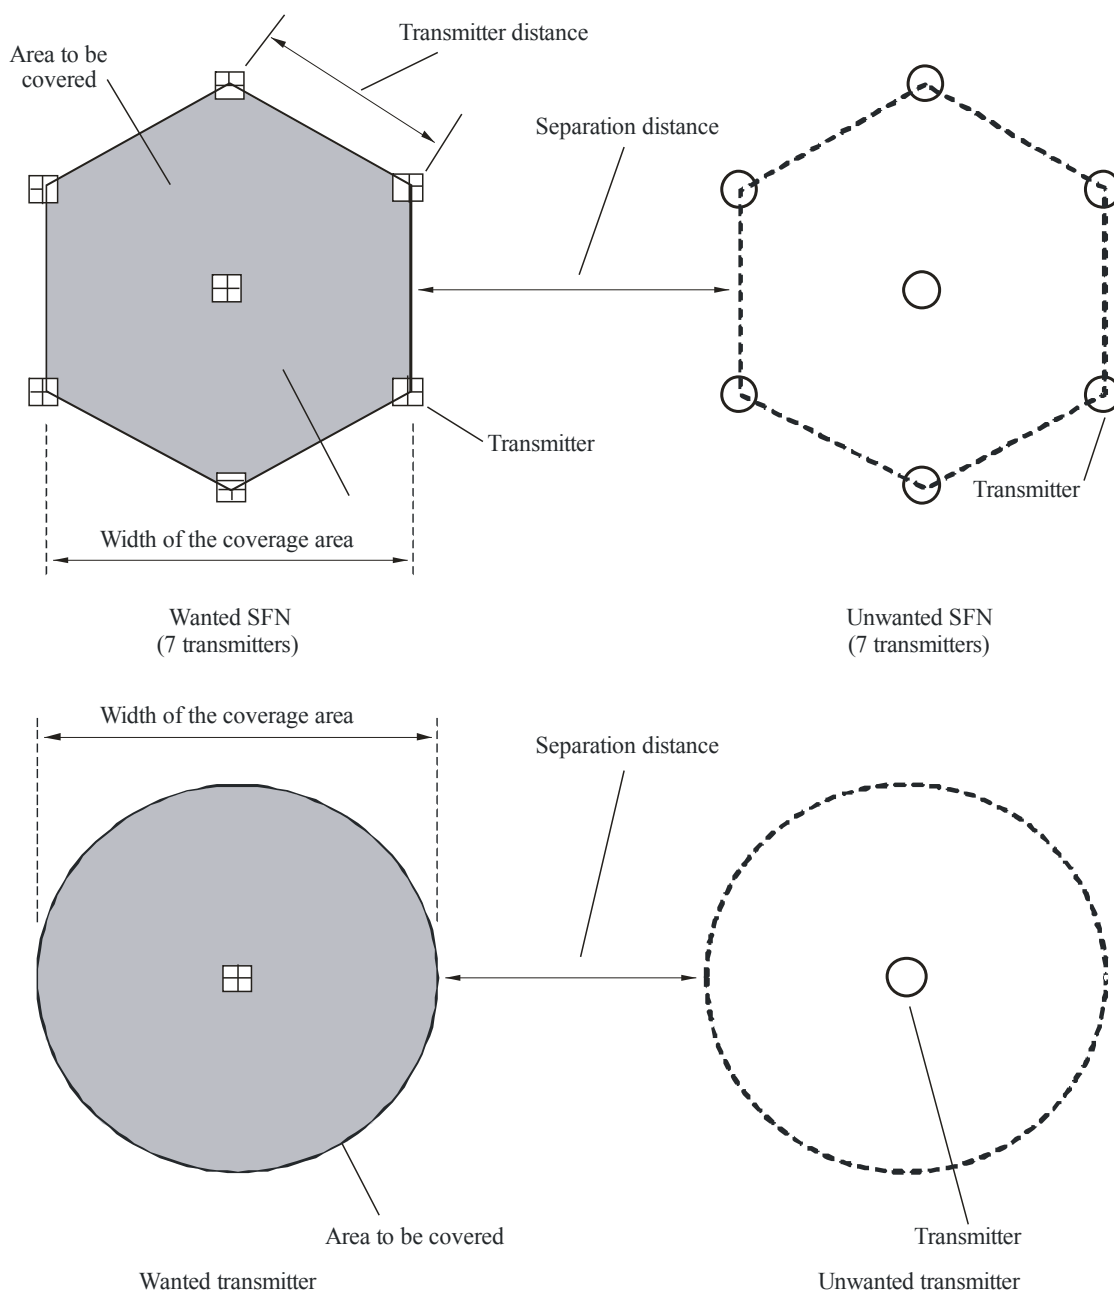 Transmitter distance
Area to be
covered
Separation distance
Transmitter
Transmitter
Width of the coverage area
Wanted SFN
(7 transmitters)
Unwanted SFN
(7 transmitters)
Width of the coverage area
Separation distance
Area to be covered
Transmitter
Wanted transmitter
Unwanted transmitter